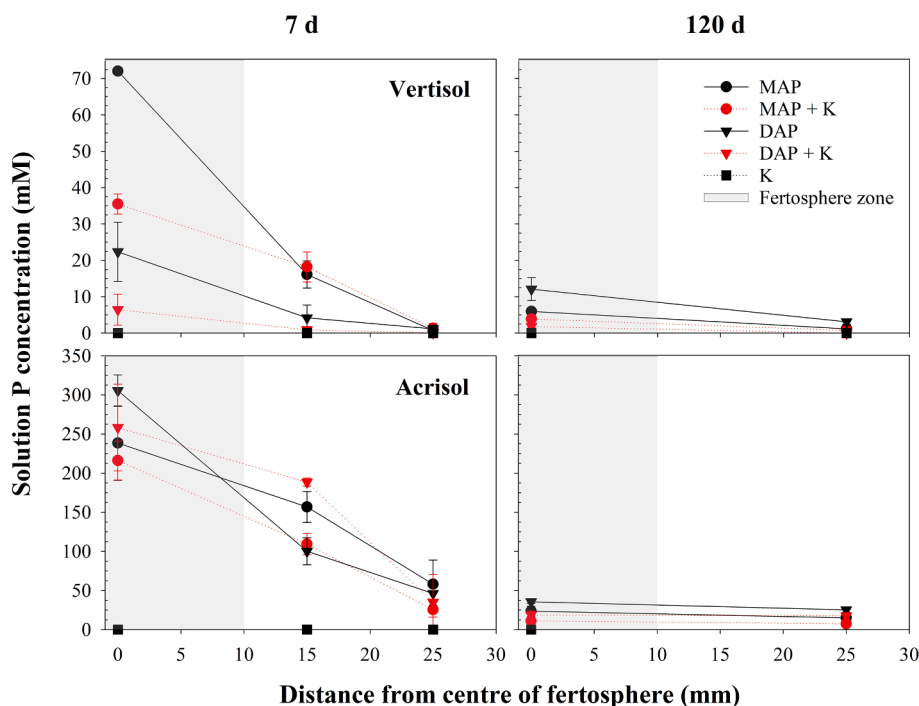 7 d
120 d
Solution P concentration (mM)
70
60
50
40
30
20
10
0
Vertisol
MAP
MAP + K
DAP
DAP + K
K
Fertosphere zone
350
300
250
200
150
100
50
0
Acrisol
0 5 10 15 20 25 30
0 5 10 15 20 25 30
Distance from centre of fertosphere (mm)